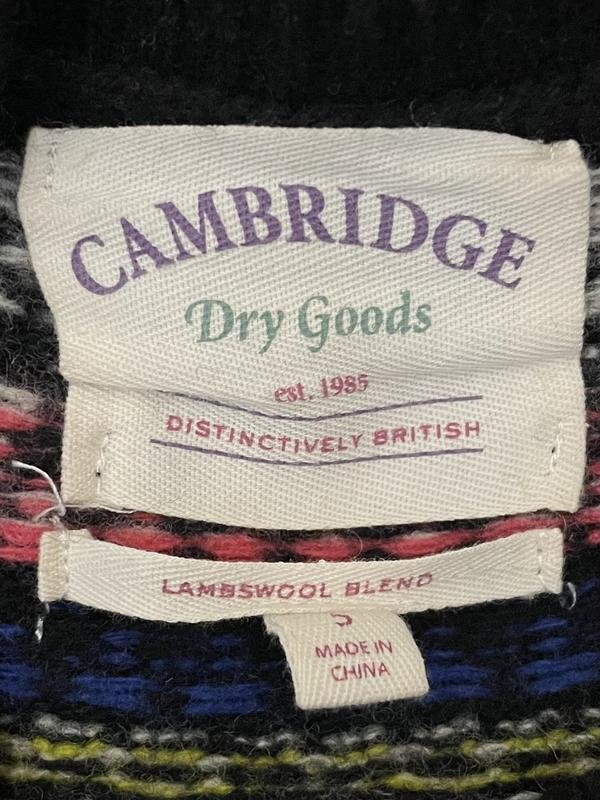 CAMBRIDGE
Dry Goods
est. 1985
DISTINCTIVELY BRITISH
LAMBSWOOL BLEND
S
MADE IN
CHINA